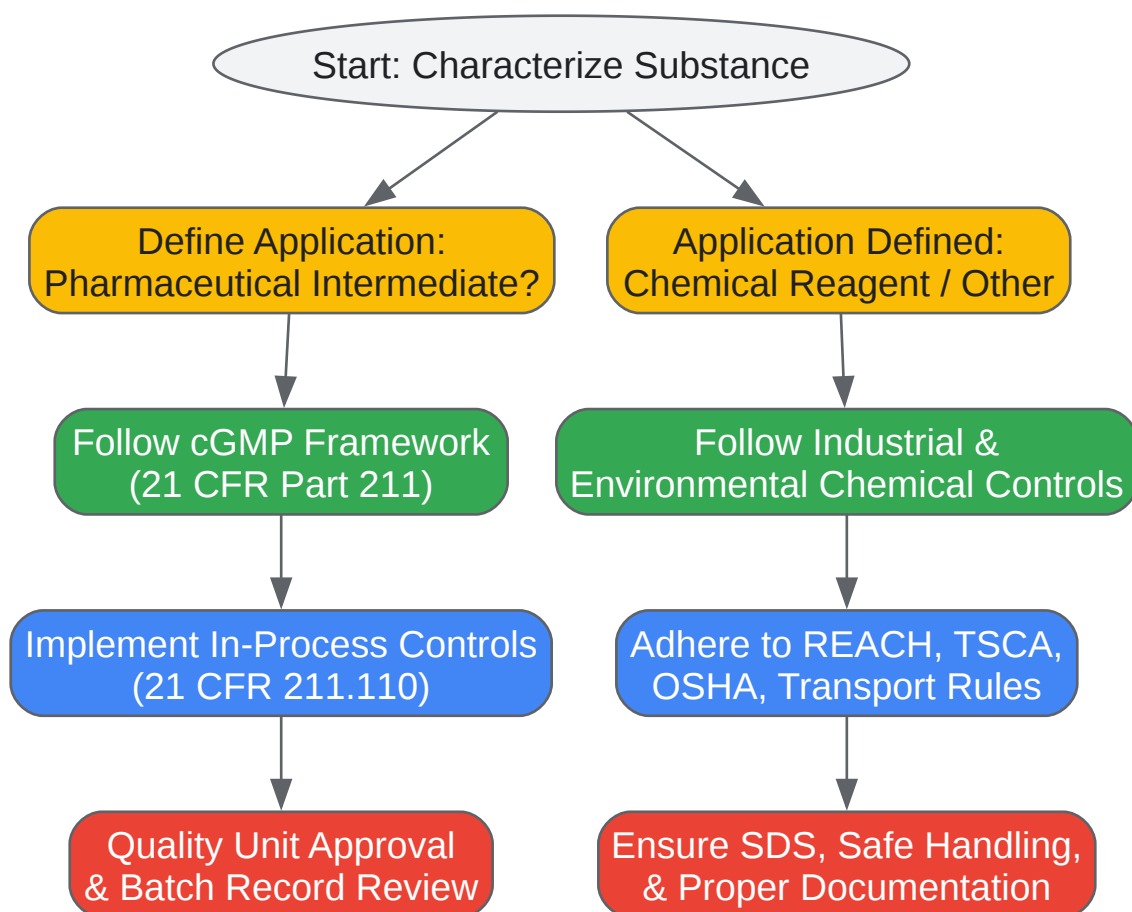 Start: Characterize Substance
Define Application:
Pharmaceutical Intermediate?
Application Defined:
Chemical Reagent / Other
Follow cGMP Framework
(21 CFR Part 211)
Follow Industrial &
Environmental Chemical Controls
Implement In-Process Controls
(21 CFR 211.110)
Adhere to REACH, TSCA,
OSHA, Transport Rules
Quality Unit Approval
& Batch Record Review
Ensure SDS, Safe Handling,
& Proper Documentation